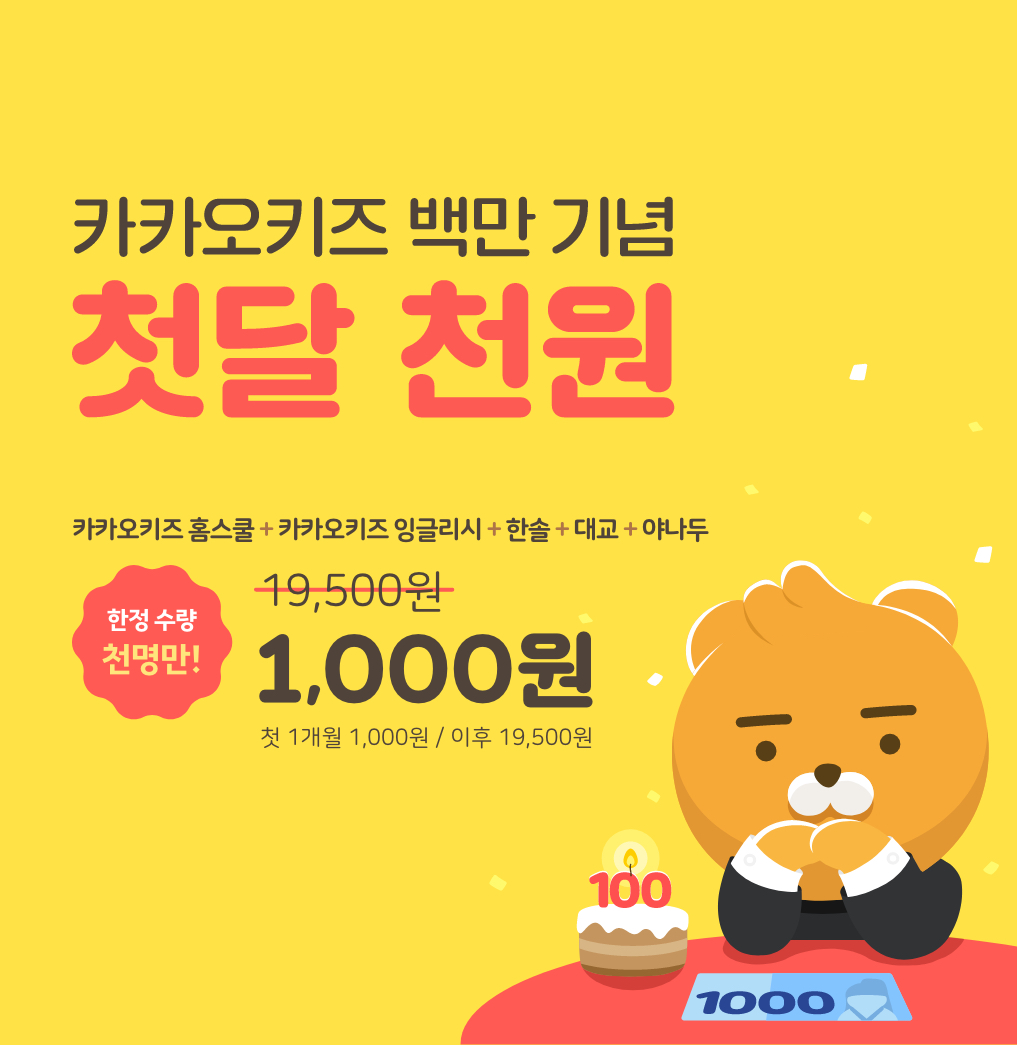 카카오키즈 백만 기념
첫달 천원
카카오키즈 홈스쿨 + 카카오키즈 잉글리시 + 한솔 + 대교 + 야나두
한정 수량
천명만!
19,500원
1,000원
첫 1개월 1,000원 / 이후 19,500원
100
1000